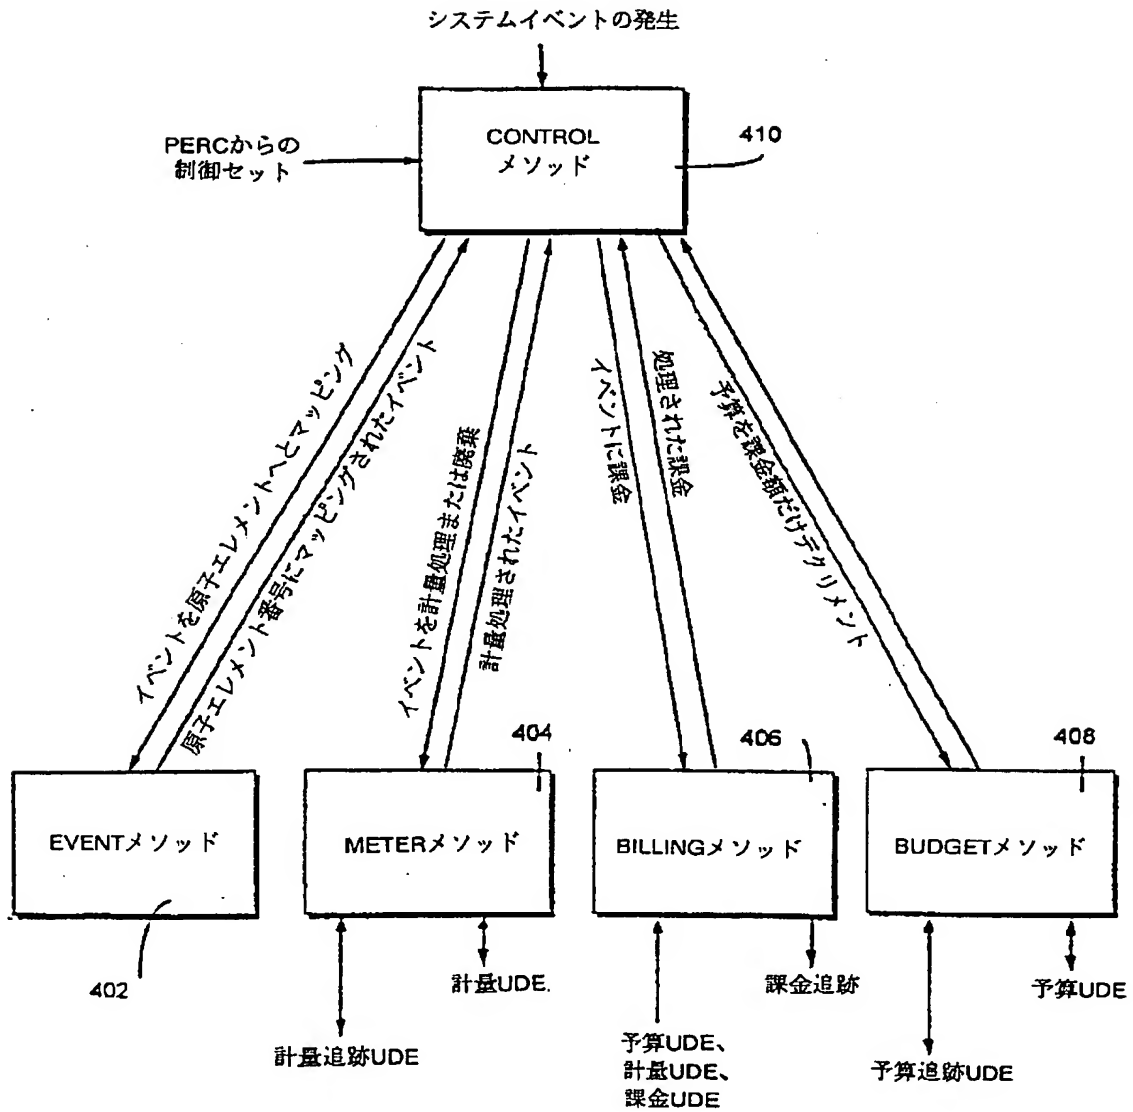 システムイベントの発生
CONTROL
メソッド
410
PERCからの
制御セット
イベントを原子エレメントへとマッピング
原子エレメント番号にマッピングされたイベント
イベントを計量処理または廃棄
計量処理されたイベント
イベントに課金
処理された課金
予算を課金額だけデクリメント
404
406
408
EVENTメソッド
METERメソッド
BILLINGメソッド
BUDGETメソッド
402
計量UDE.
計量追跡UDE
課金追跡
予算UDE、
計量UDE、
課金UDE
予算UDE
予算追跡UDE